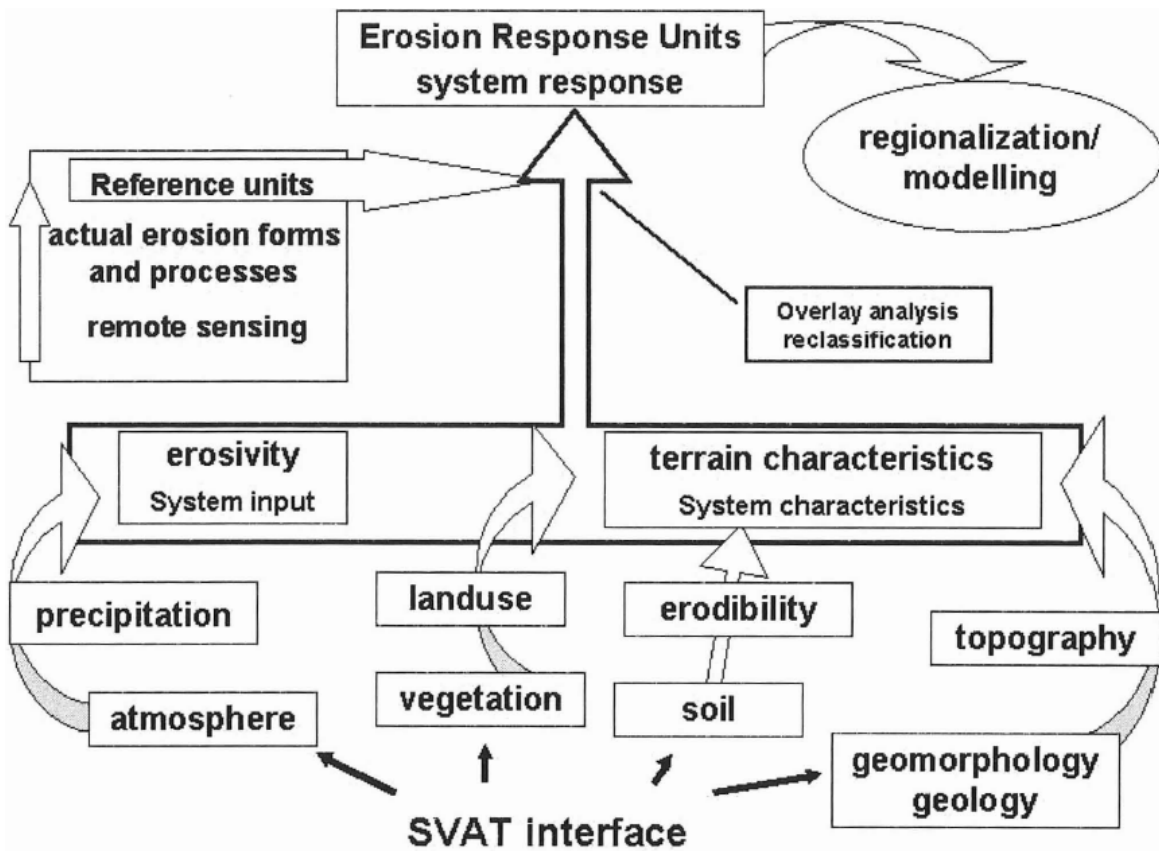 Erosion Response Units
system response
regionalization/
modelling
Reference units
actual erosion forms
and processes
remote sensing
Overlay analysis
reclassification
erosivity
System input
terrain characteristics
System characteristics
precipitation
landuse
erodibility
topography
atmosphere
vegetation
soil
geomorphology
geology
SVAT interface